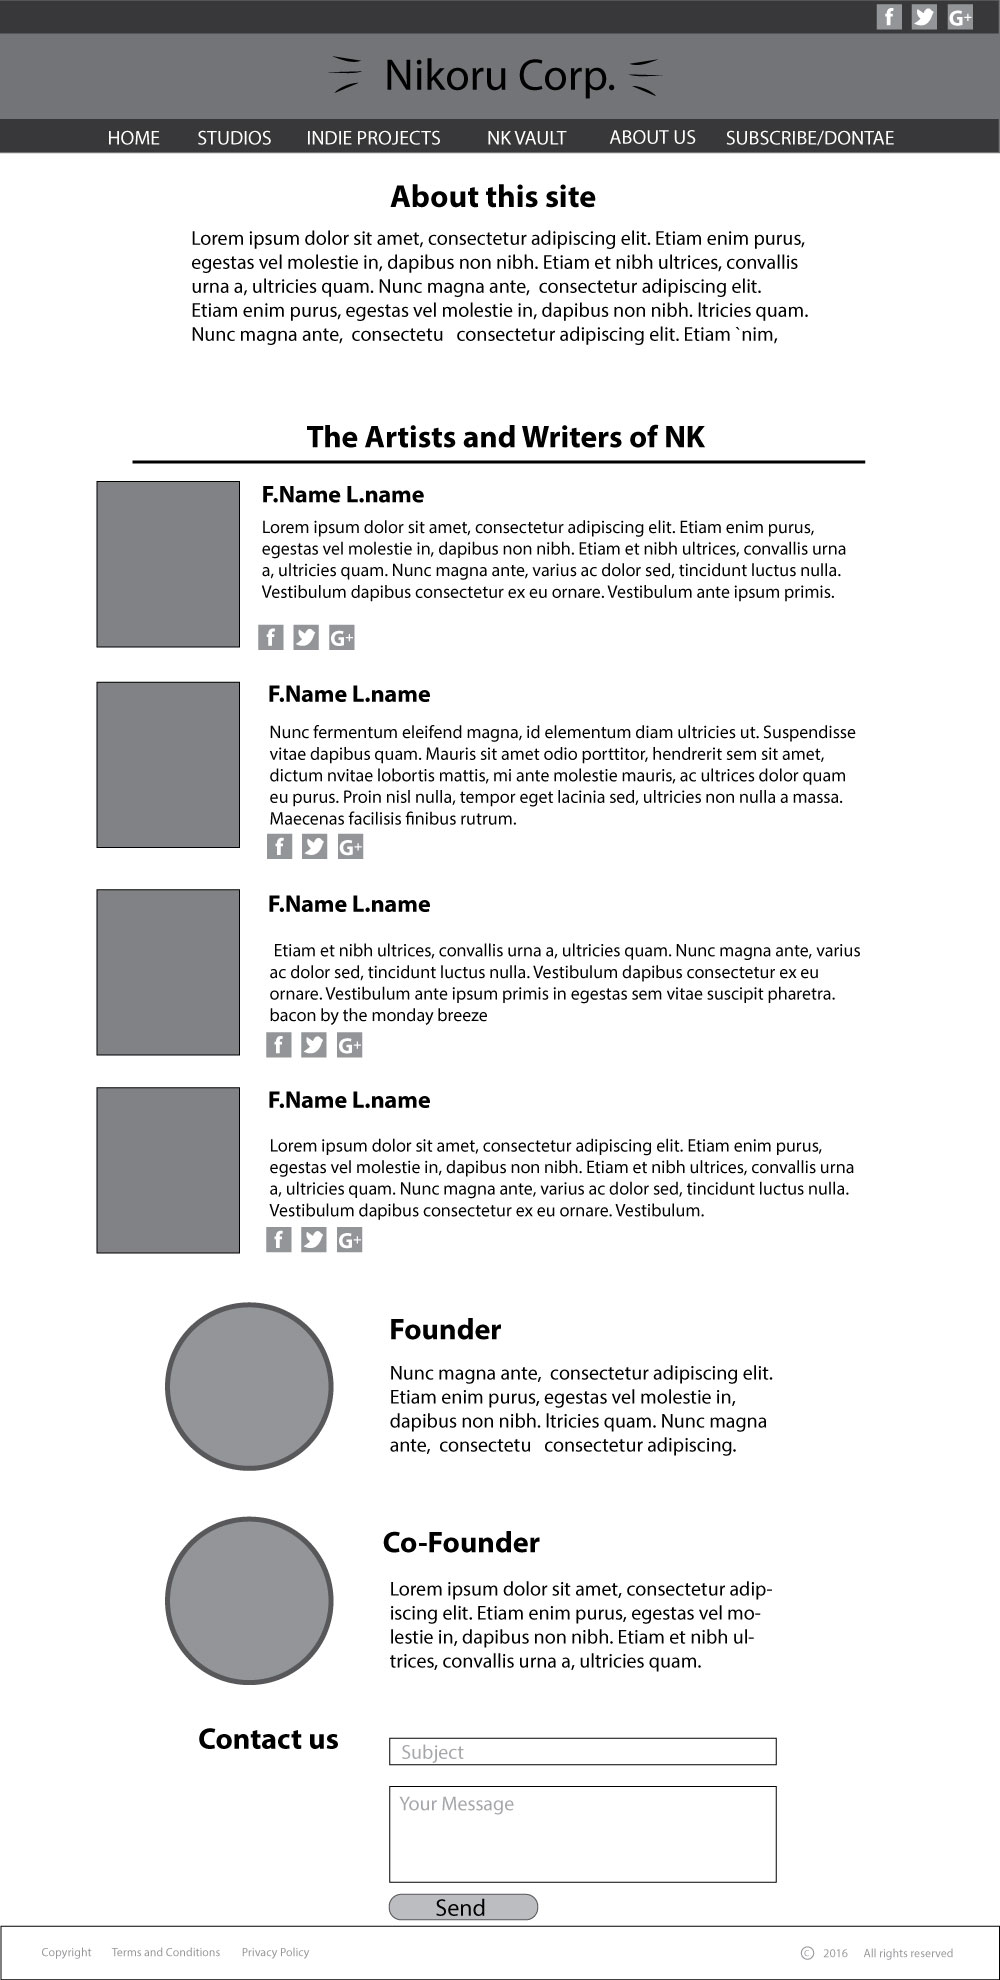 f G+
Nikoru Corp.
HOME STUDIOS INDIE PROJECTS NK VAULT ABOUT US SUBSCRIBE/DONTAE
About this site
Lorem ipsum dolor sit amet, consectetur adipiscing elit. Etiam enim purus,
egestas vel molestie in, dapibus non nibh. Etiam et nibh ultrices, convallis
urna a, ultricies quam. Nunc magna ante,  consectetur adipiscing elit.
Etiam enim purus, egestas vel molestie in, dapibus non nibh. ltricies quam.
Nunc magna ante,  consectetu   consectetur adipiscing elit. Etiam `nim,
The Artists and Writers of NK
F.Name L.name
Lorem ipsum dolor sit amet, consectetur adipiscing elit. Etiam enim purus,
egestas vel molestie in, dapibus non nibh. Etiam et nibh ultrices, convallis urna
a, ultricies quam. Nunc magna ante, varius ac dolor sed, tincidunt luctus nulla.
Vestibulum dapibus consectetur ex eu ornare. Vestibulum ante ipsum primis.
f G+
F.Name L.name
Nunc fermentum eleifend magna, id elementum diam ultricies ut. Suspendisse
vitae dapibus quam. Mauris sit amet odio porttitor, hendrerit sem sit amet,
dictum nvitae lobortis mattis, mi ante molestie mauris, ac ultrices dolor quam
eu purus. Proin nisl nulla, tempor eget lacinia sed, ultricies non nulla a massa.
Maecenas facilisis finibus rutrum.
f G+
F.Name L.name
Etiam et nibh ultrices, convallis urna a, ultricies quam. Nunc magna ante, varius
ac dolor sed, tincidunt luctus nulla. Vestibulum dapibus consectetur ex eu
ornare. Vestibulum ante ipsum primis in egestas sem vitae suscipit pharetra.
bacon by the monday breeze
f G+
F.Name L.name
Lorem ipsum dolor sit amet, consectetur adipiscing elit. Etiam enim purus,
egestas vel molestie in, dapibus non nibh. Etiam et nibh ultrices, convallis urna
a, ultricies quam. Nunc magna ante, varius ac dolor sed, tincidunt luctus nulla.
Vestibulum dapibus consectetur ex eu ornare. Vestibulum.
f G+
Founder
Nunc magna ante,  consectetur adipiscing elit.
Etiam enim purus, egestas vel molestie in,
dapibus non nibh. ltricies quam. Nunc magna
ante,  consectetu   consectetur adipiscing.
Co-Founder
Lorem ipsum dolor sit amet, consectetur adip-
iscing elit. Etiam enim purus, egestas vel mo-
lestie in, dapibus non nibh. Etiam et nibh ul-
trices, convallis urna a, ultricies quam.
Contact us
Subject
Your Message
Send
Copyright Terms and Conditions Privacy Policy © 2016 All rights reserved